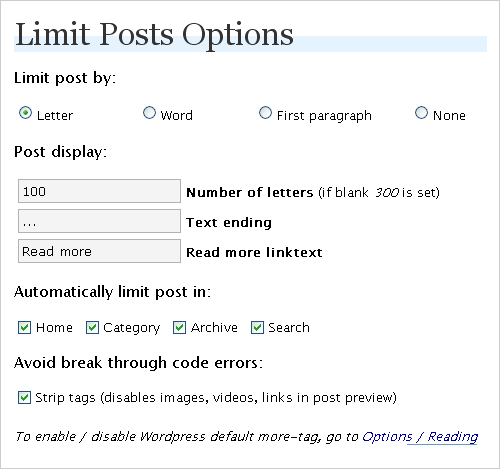 Limit Posts Options
Limit post by:
Letter Word First paragraph None
Post display:
100 Number of letters (if blank 300 is set)
... Text ending
Read more Read more linktext
Automatically limit post in:
Home Category Archive Search
Avoid break through code errors:
Strip tags (disables images, videos, links in post preview)
To enable / disable Wordpress default more-tag, go to Options / Reading